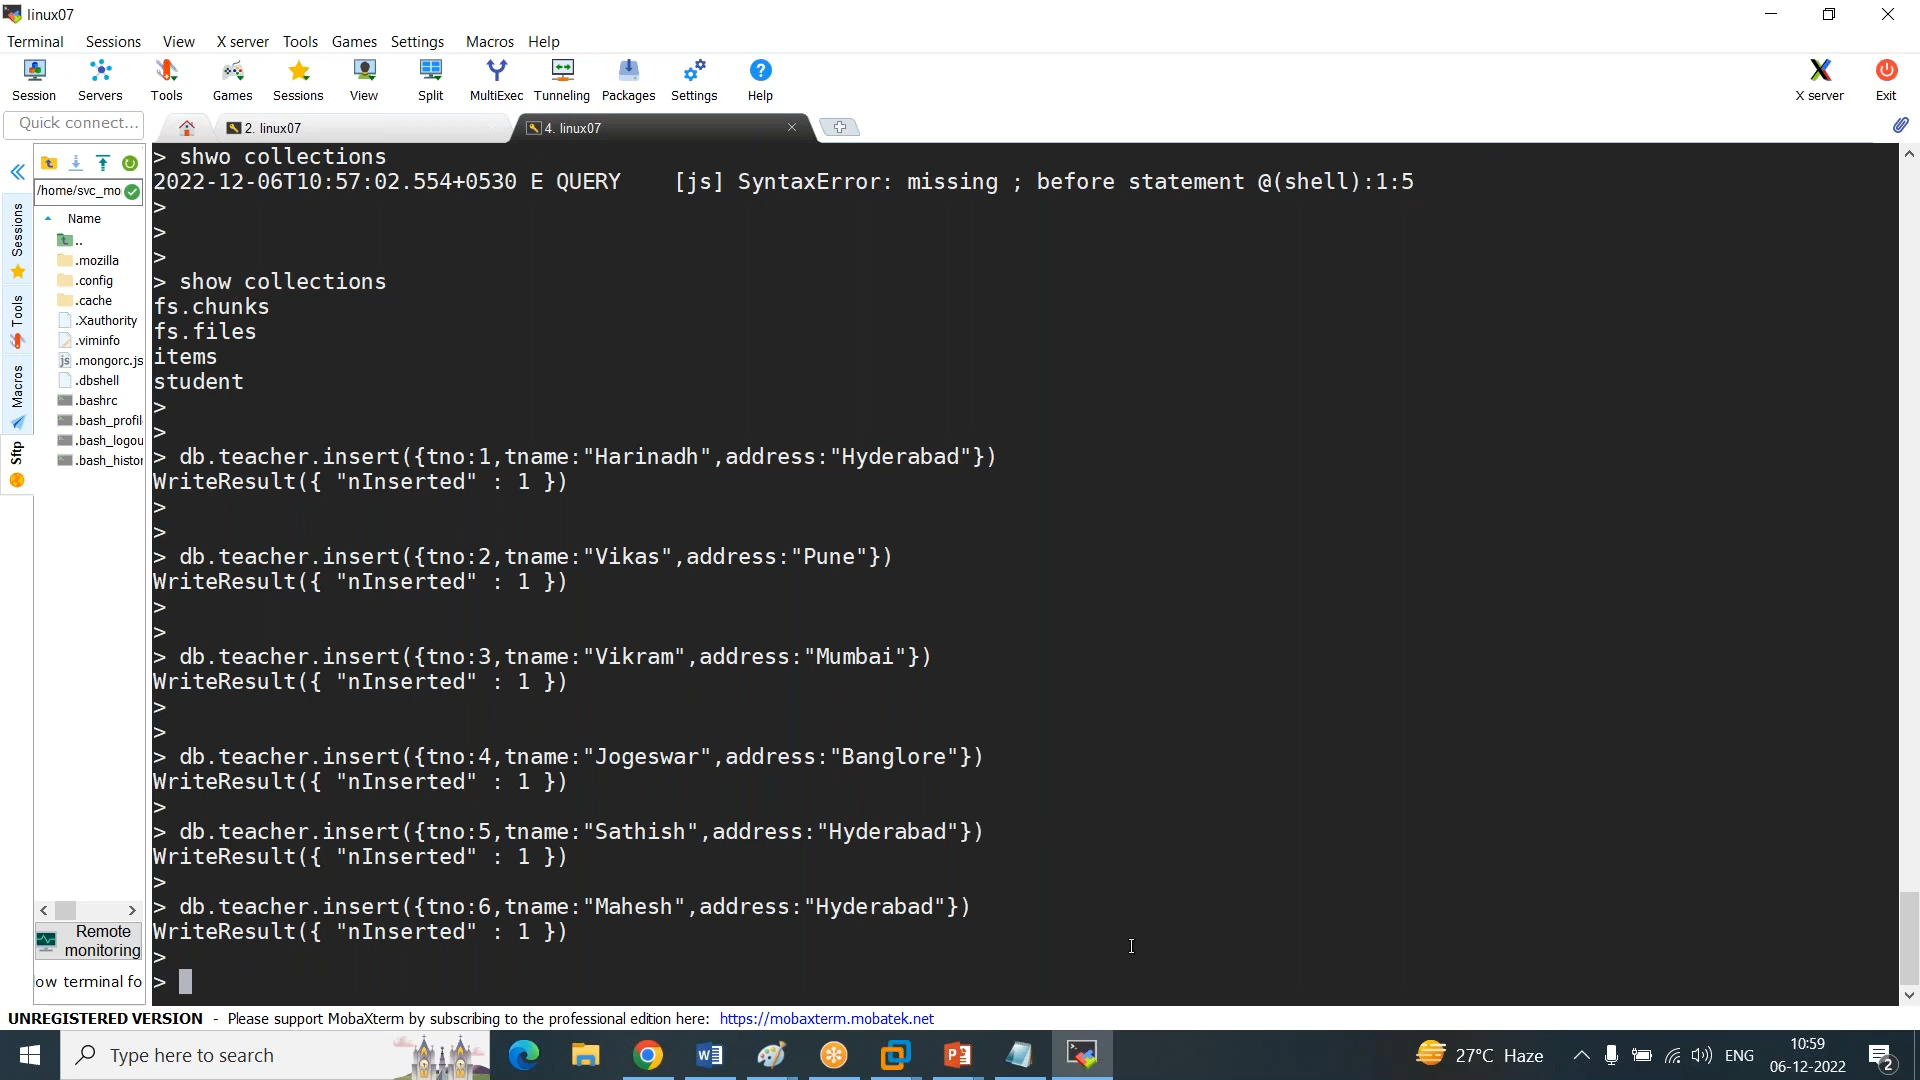 linux07
Terminal Sessions View X server Tools Games Settings Macros Help
Session Servers Tools Games Sessions View Split MultiExec Tunneling Packages Settings Help X server Exit
Quick connect...
2. linux07
4. linux07
/home/svc_mo
Name
..
.mozilla
.config
.cache
.Xauthority
.viminfo
.mongorc.js
.dbshell
.bashrc
.bash_profil
.bash_logou
.bash_histor
Sessions
Tools
Macros
Sftp
Remote
monitoring
ow terminal fo
> shwo collections
2022-12-06T10:57:02.554+0530 E QUERY    [js] SyntaxError: missing ; before statement @(shell):1:5
>
>
>
> show collections
fs.chunks
fs.files
items
student
>
>
> db.teacher.insert({tno:1,tname:"Harinadh",address:"Hyderabad"})
WriteResult({ "nInserted" : 1 })
>
>
> db.teacher.insert({tno:2,tname:"Vikas",address:"Pune"})
WriteResult({ "nInserted" : 1 })
>
>
> db.teacher.insert({tno:3,tname:"Vikram",address:"Mumbai"})
WriteResult({ "nInserted" : 1 })
>
>
> db.teacher.insert({tno:4,tname:"Jogeswar",address:"Banglore"})
WriteResult({ "nInserted" : 1 })
>
> db.teacher.insert({tno:5,tname:"Sathish",address:"Hyderabad"})
WriteResult({ "nInserted" : 1 })
>
> db.teacher.insert({tno:6,tname:"Mahesh",address:"Hyderabad"})
WriteResult({ "nInserted" : 1 })
>
>
UNREGISTERED VERSION - Please support MobaXterm by subscribing to the professional edition here: https://mobaxterm.mobatek.net
Type here to search
27°C Haze
ENG
10:59
06-12-2022
2